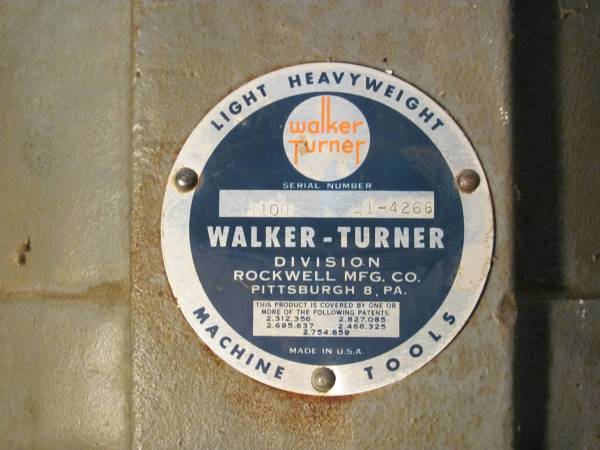 LIGHT HEAVYWEIGHT
walker
Turner
SERIAL NUMBER
1100 21-4266
WALKER-TURNER
DIVISION
ROCKWELL MFG. CO.
PITTSBURGH 8, PA.
THIS PRODUCT IS COVERED BY ONE OR
MORE OF THE FOLLOWING PATENTS:
2.312.356 2.827.085
2.695.637 2.466.325
2.754.859
MADE IN U.S.A.
MACHINE TOOLS